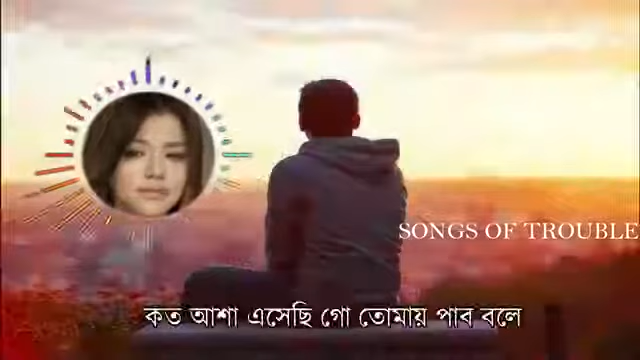 SONGS OF TROUBLE
কত আশা এসেছি গো তোমায় পাব বলে